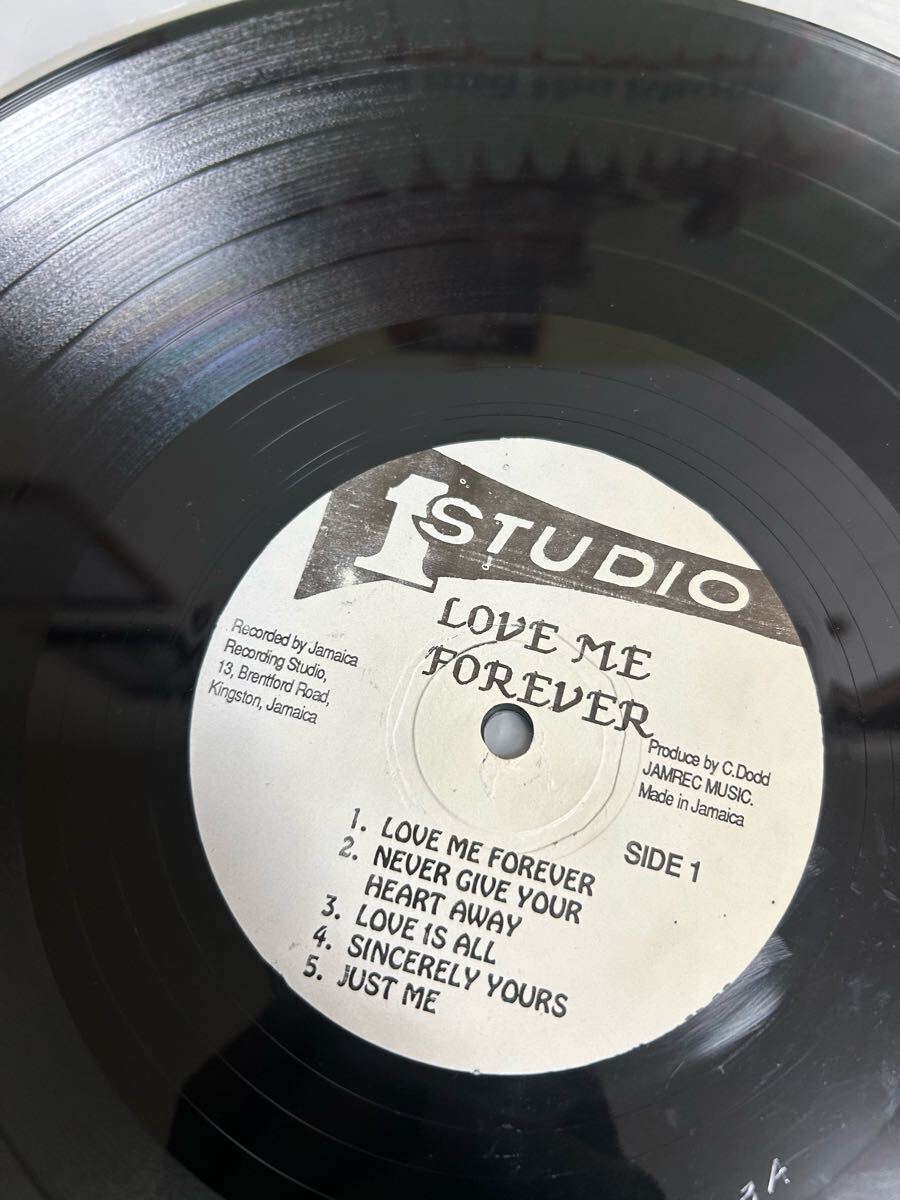 1 STUDIO
LOVE ME
FOREVER
Recorded by Jamaica
Recording Studio,
13, Brentford Road,
Kingston, Jamaica
Produce by C.Dodd
JAMREC MUSIC.
Made in Jamaica
SIDE 1
1. LOVE ME FOREVER
2. NEVER GIVE YOUR
HEART AWAY
3. LOVE IS ALL
4. SINCERELY YOURS
5. JUST ME